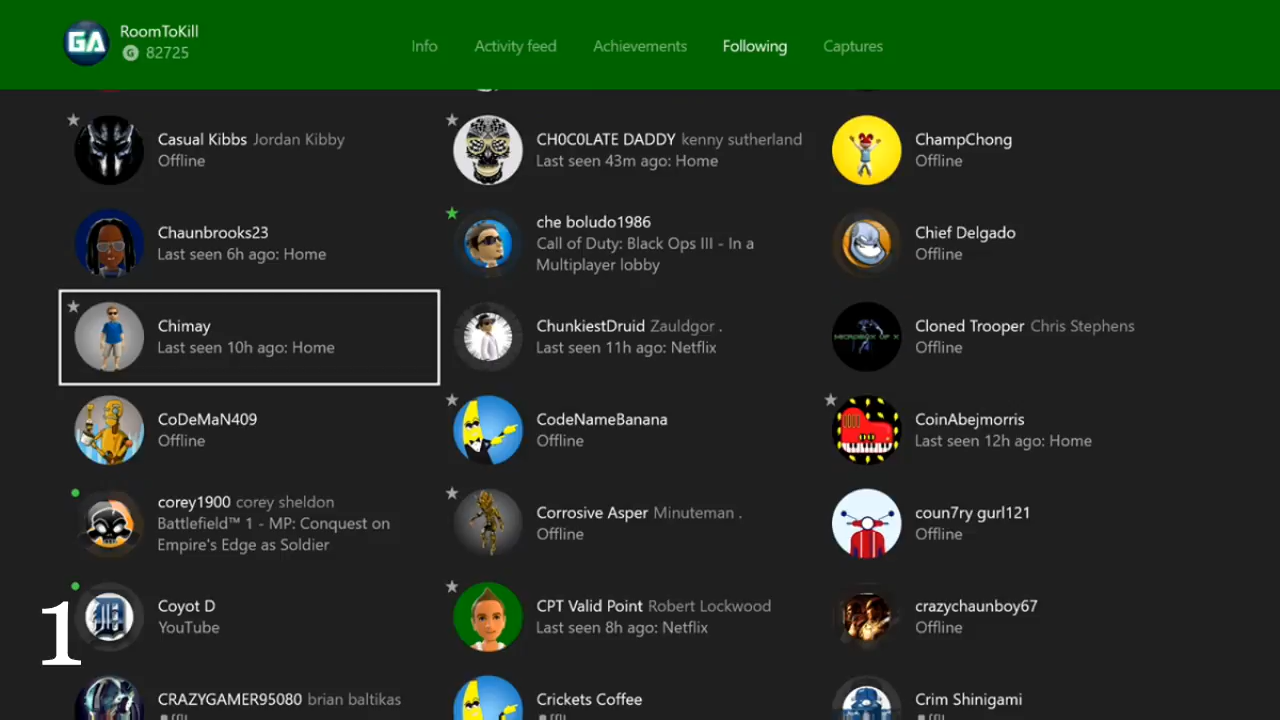 GA
RoomToKill
G 82725
Info
Activity feed
Achievements
Following
Captures
Casual Kibbs Jordan Kibby
Offline
CH0C0LATE DADDY kenny sutherland
Last seen 43m ago: Home
ChampChong
Offline
Chaunbrooks23
Last seen 6h ago: Home
che boludo1986
Call of Duty: Black Ops III - In a
Multiplayer lobby
Chief Delgado
Offline
Chimay
Last seen 10h ago: Home
ChunkiestDruid Zauldgor .
Last seen 11h ago: Netflix
Cloned Trooper Chris Stephens
Offline
CoDeMaN409
Offline
CodeNameBanana
Offline
CoinAbejmorris
Last seen 12h ago: Home
corey1900 corey sheldon
Battlefield™ 1 - MP: Conquest on
Empire's Edge as Soldier
Corrosive Asper Minuteman .
Offline
coun7ry gurl121
Offline
Coyot D
YouTube
CPT Valid Point Robert Lockwood
Last seen 8h ago: Netflix
crazychaunboy67
Offline
1
CRAZYGAMER95080 brian baltikas
Crickets Coffee
Crim Shinigami